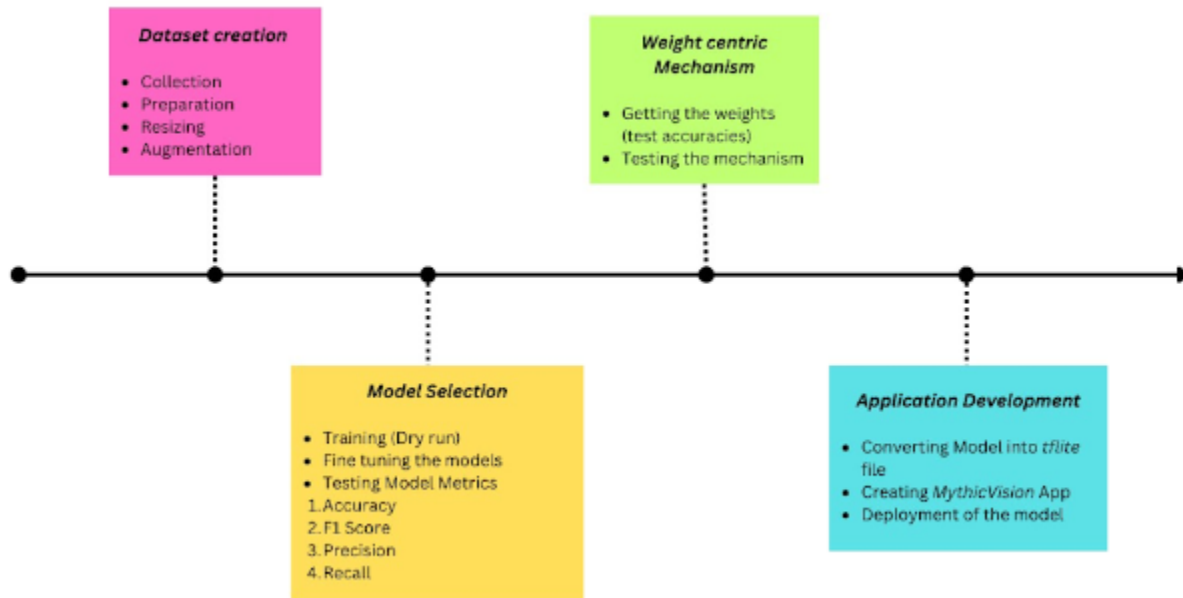 Dataset creation
• Collection
• Preparation
• Resizing
• Augmentation
Weight centric
Mechanism
• Getting the weights
(test accuracies)
• Testing the mechanism
Model Selection
• Training (Dry run)
• Fine tuning the models
• Testing Model Metrics
1. Accuracy
2. F1 Score
3. Precision
4. Recall
Application Development
• Converting Model into tflite
file
• Creating MythicVision App
• Deployment of the model